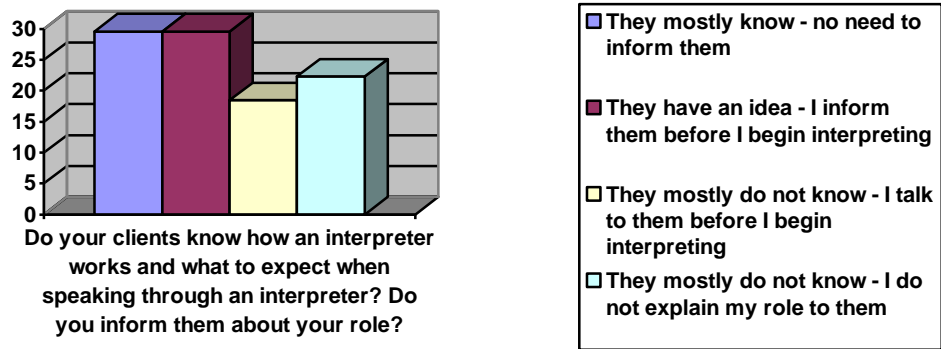 30
25
20
15
10
5
0
Do your clients know how an interpreter
works and what to expect when
speaking through an interpreter? Do
you inform them about your role?
They mostly know - no need to
inform them
They have an idea - I inform
them before I begin interpreting
They mostly do not know - I talk
to them before I begin
interpreting
They mostly do not know - I do
not explain my role to them